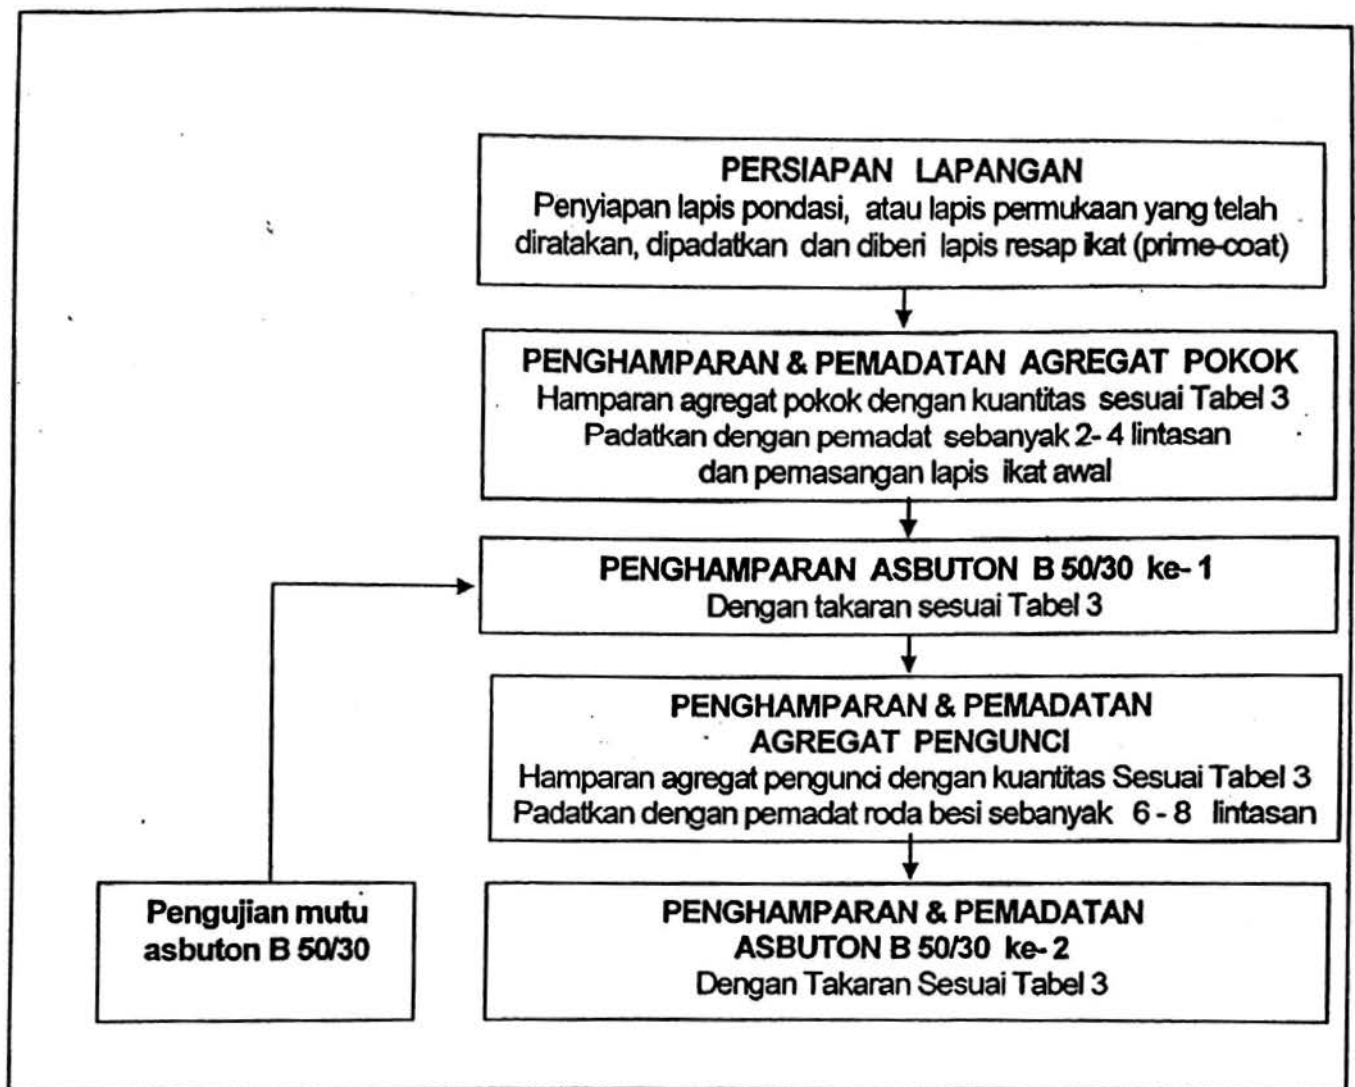 PERSIAPAN LAPANGAN
Penyiapan lapis pondasi, atau lapis permukaan yang telah
diratakan, dipadatkan dan diberi lapis resap ikat (prime-coat)
PENGHAMPARAN & PEMADATAN AGREGAT POKOK
Hamparan agregat pokok dengan kuantitas sesuai Tabel 3
Padatkan dengan pemadat sebanyak 2- 4 lintasan
dan pemasangan lapis ikat awal
PENGHAMPARAN ASBUTON B 50/30 ke- 1
Dengan takaran sesuai Tabel 3
PENGHAMPARAN & PEMADATAN
AGREGAT PENGUNCI
Hamparan agregat pengunci dengan kuantitas Sesuai Tabel 3
Padatkan dengan pemadat roda besi sebanyak 6 - 8 lintasan
Pengujian mutu
asbuton B 50/30
PENGHAMPARAN & PEMADATAN
ASBUTON B 50/30 ke- 2
Dengan Takaran Sesuai Tabel 3